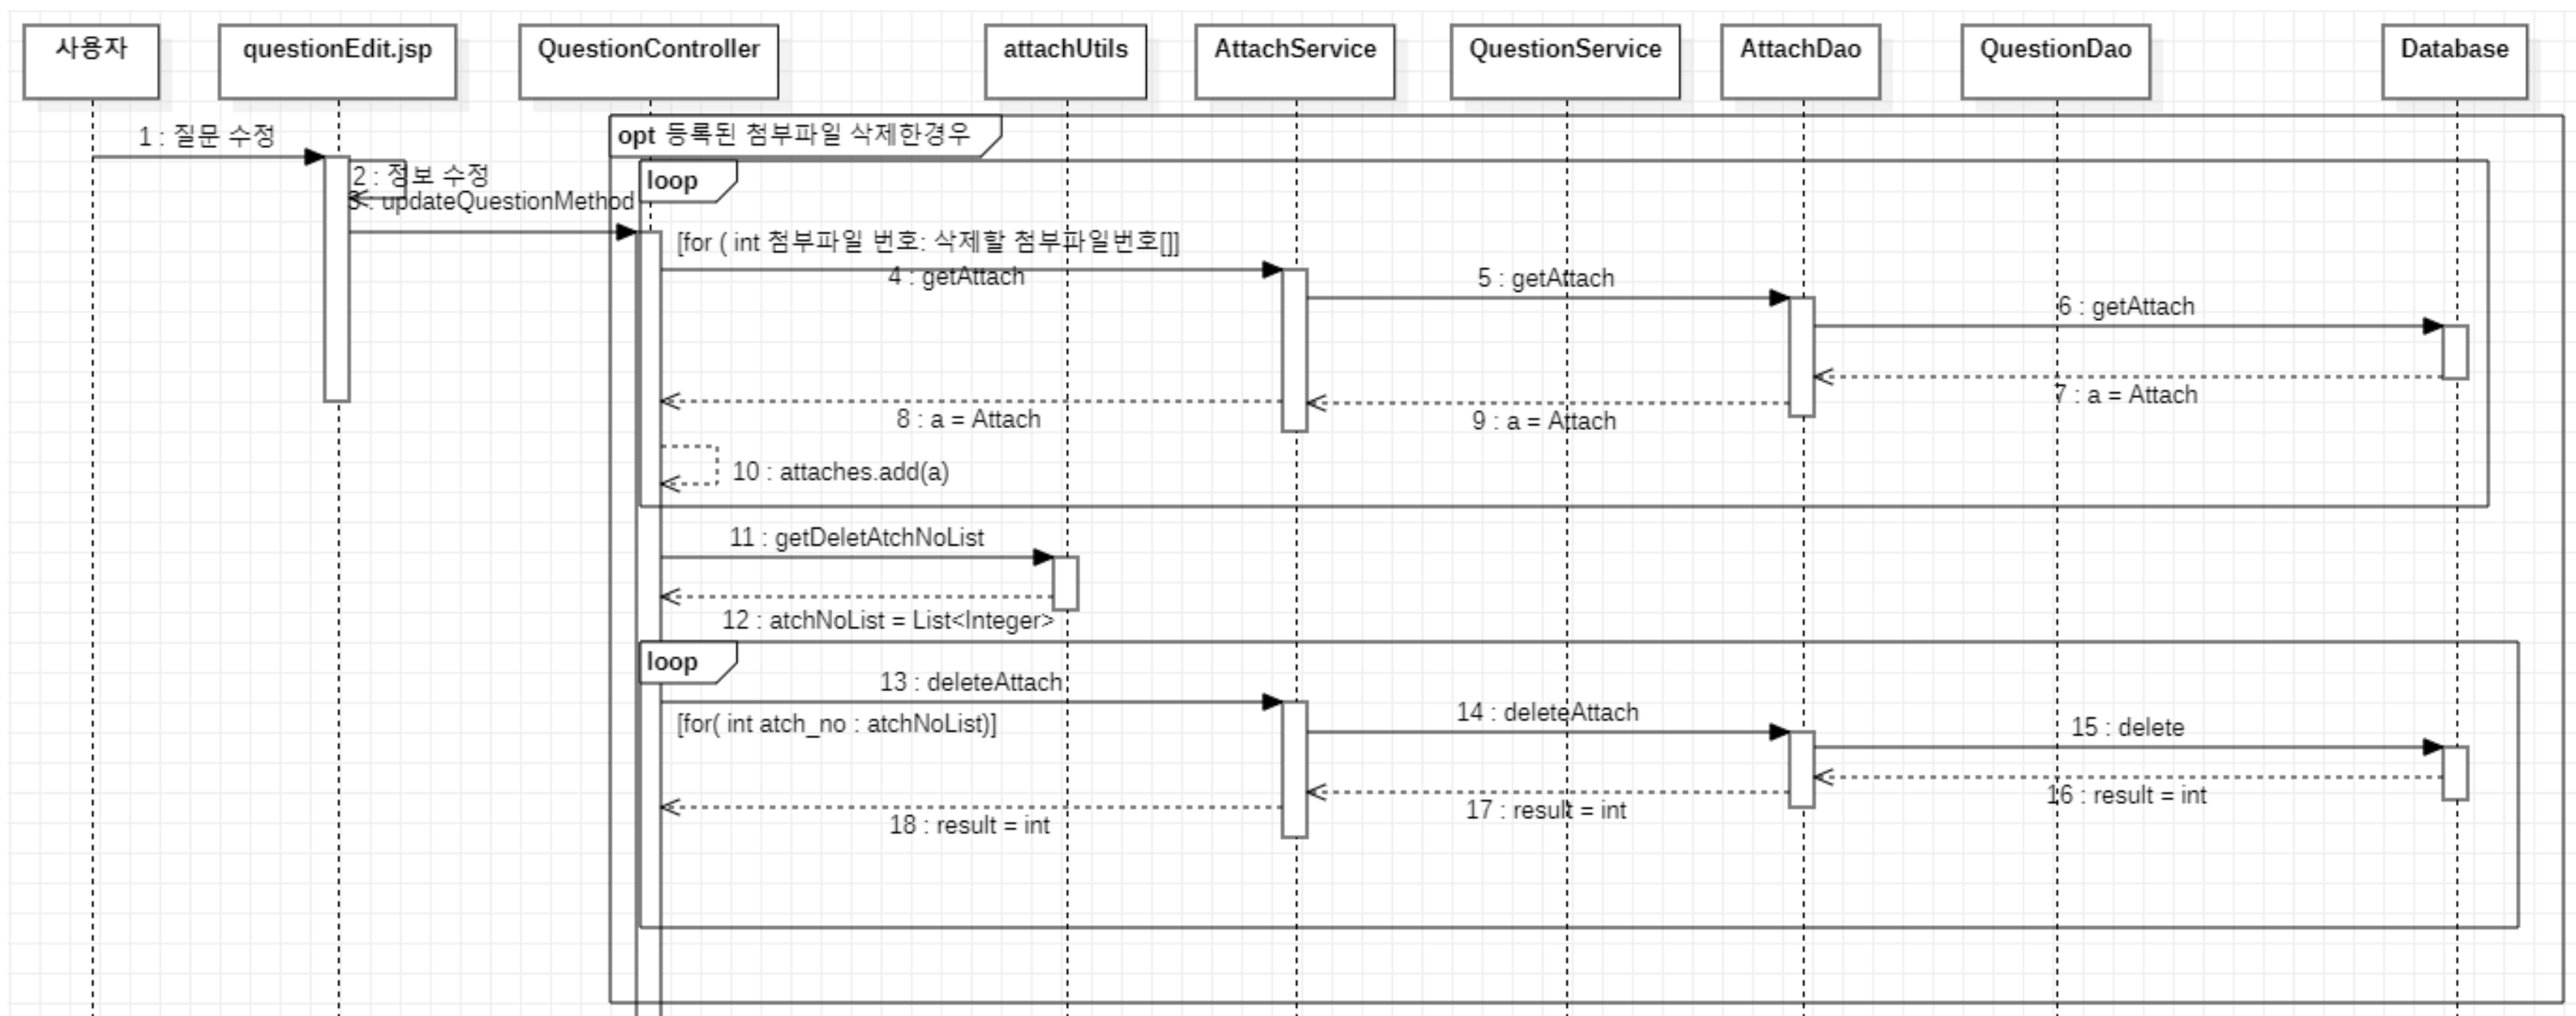 사용자
questionEdit.jsp
QuestionController
attachUtils
AttachService
QuestionService
AttachDao
QuestionDao
Database
1 : 질문 수정
opt 등록된 첨부파일 삭제한경우
2 : 정보 수정
loop
3 : updateQuestionMethod
[for ( int 첨부파일 번호: 삭제할 첨부파일번호[]]
4 : getAttach
5 : getAttach
6 : getAttach
7 : a = Attach
8 : a = Attach
9 : a = Attach
10 : attaches.add(a)
11 : getDeletAtchNoList
12 : atchNoList = List<Integer>
loop
13 : deleteAttach
[for( int atch_no : atchNoList)]
14 : deleteAttach
15 : delete
16 : result = int
17 : result = int
18 : result = int